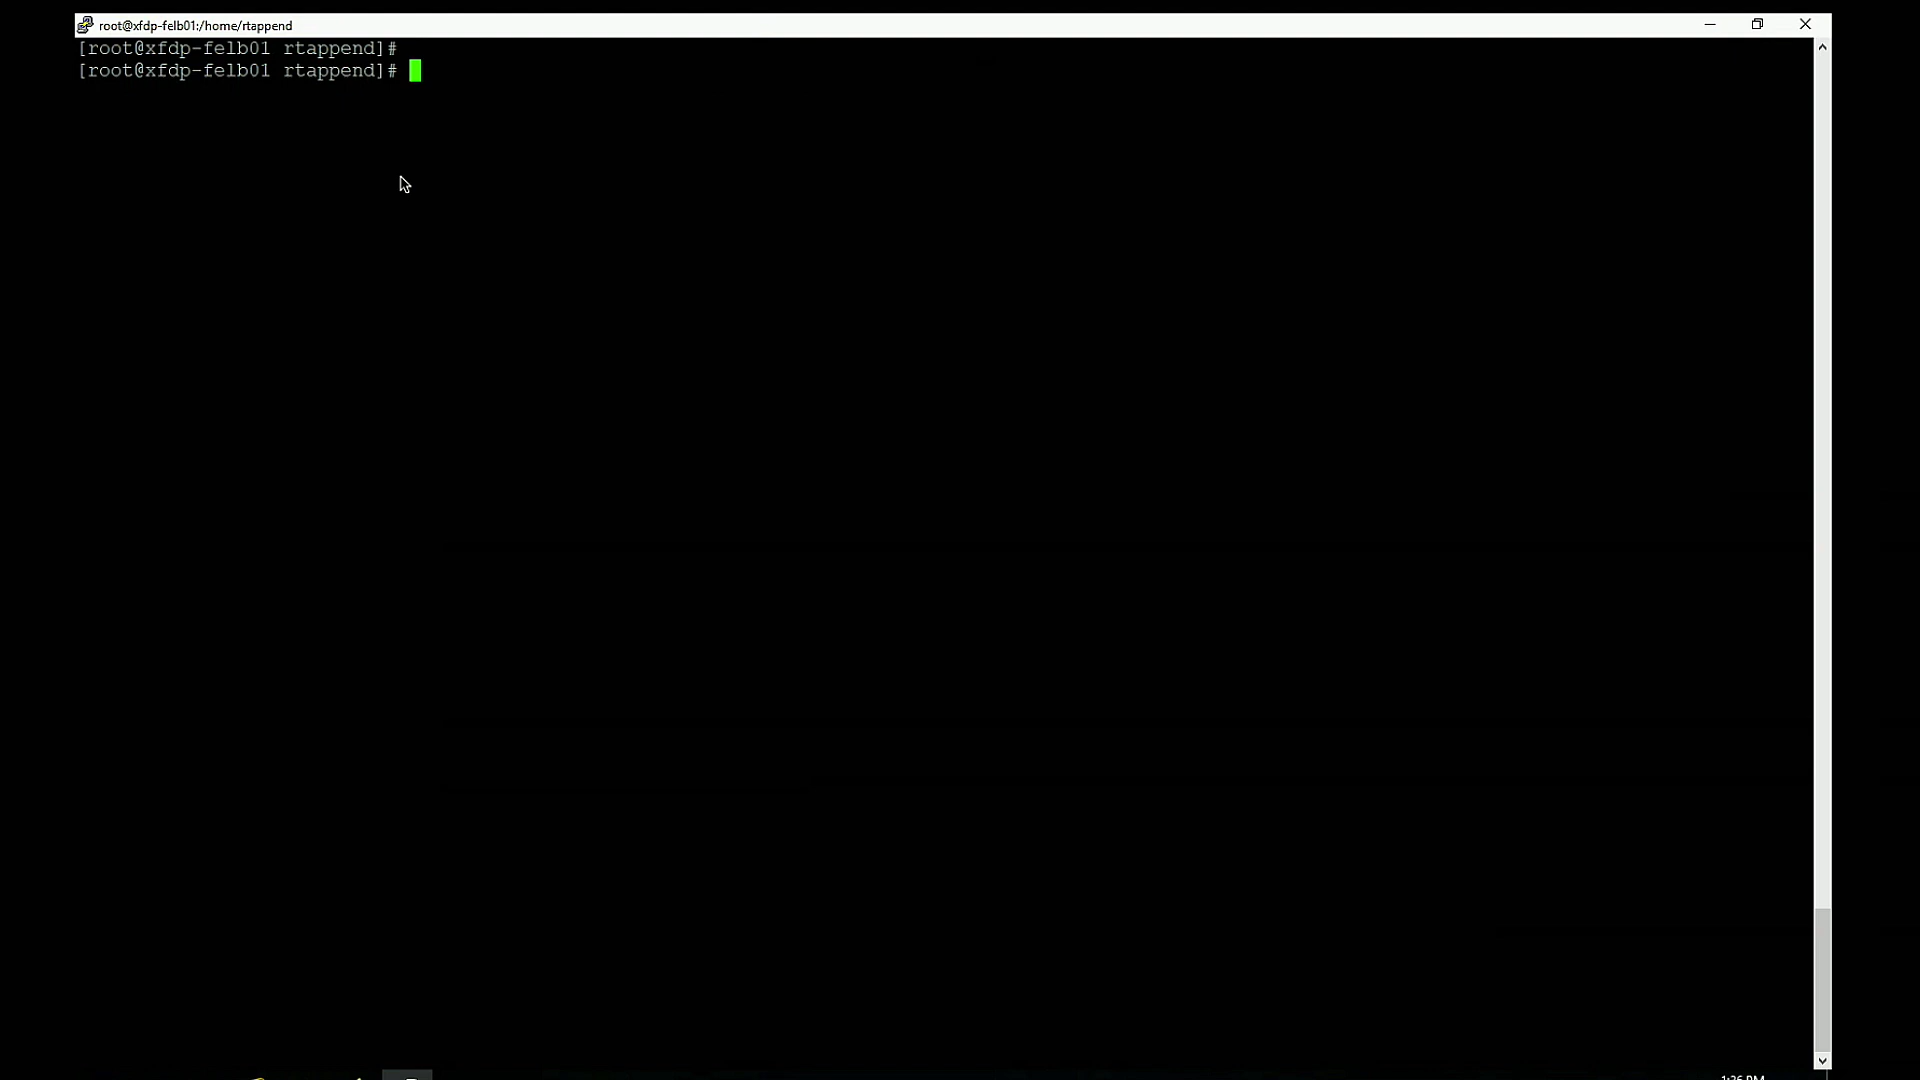 root@xfdp-felb01:/home/rtappend
[root@xfdp-felb01 rtappend]#
[root@xfdp-felb01 rtappend]#